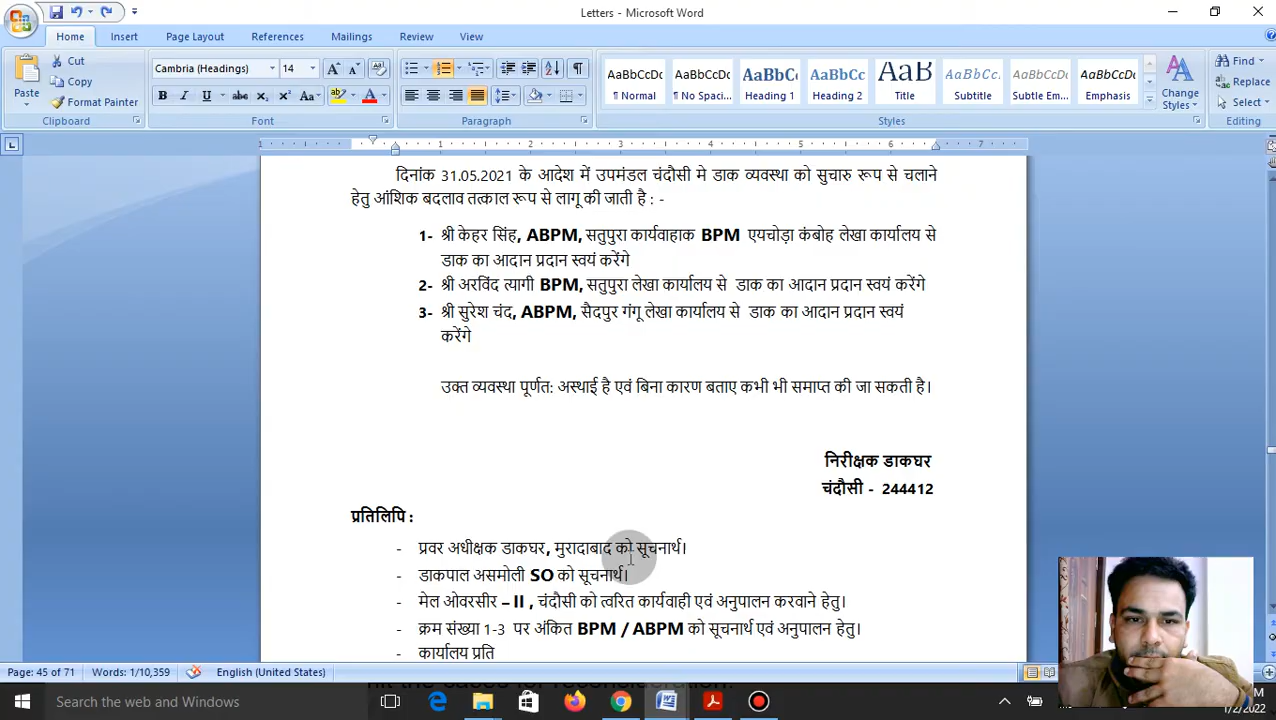 Letters - Microsoft Word
Home Insert Page Layout References Mailings Review View
Paste
Cut
Copy
Format Painter
Clipboard
Cambria (Headings) 14
Font
Paragraph
AaBbCcDc AaBbCcDc AaBbCc AaBbCc AaB AaBbCc. AaBbCcDc AaBbCcDc
¶ Normal ¶ No Spaci... Heading 1 Heading 2 Title Subtitle Subtle Em... Emphasis
Change Styles
Styles
Find
Replace
Select
Editing
दिनांक 31.05.2021 के आदेश में उपमंडल चंदौसी मे डाक व्यवस्था को सुचारु रूप से चलाने
हेतु आंशिक बदलाव तत्काल रूप से लागू की जाती है : -
1- श्री केहर सिंह, ABPM, सतुपुरा कार्यवाहाक BPM एयचोड़ा कंबोह लेखा कार्यालय से
डाक का आदान प्रदान स्वयं करेंगे
2- श्री अरविंद त्यागी BPM, सतुपुरा लेखा कार्यालय से डाक का आदान प्रदान स्वयं करेंगे
3- श्री सुरेश चंद, ABPM, सैदपुर गंगू लेखा कार्यालय से डाक का आदान प्रदान स्वयं
करेंगे
उक्त व्यवस्था पूर्णत: अस्थाई है एवं बिना कारण बताए कभी भी समाप्त की जा सकती है।
निरीक्षक डाकघर
चंदौसी - 244412
प्रतिलिपि :
- प्रवर अधीक्षक डाकघर, मुरादाबाद को सूचनार्थ।
- डाकपाल असमोली SO को सूचनार्थ।
- मेल ओवरसीर – II , चंदौसी को त्वरित कार्यवाही एवं अनुपालन करवाने हेतु।
- क्रम संख्या 1-3 पर अंकित BPM / ABPM को सूचनार्थ एवं अनुपालन हेतु।
- कार्यालय प्रति
Page: 45 of 71 Words: 1/10,359 English (United States)
Search the web and Windows
1/2/2022